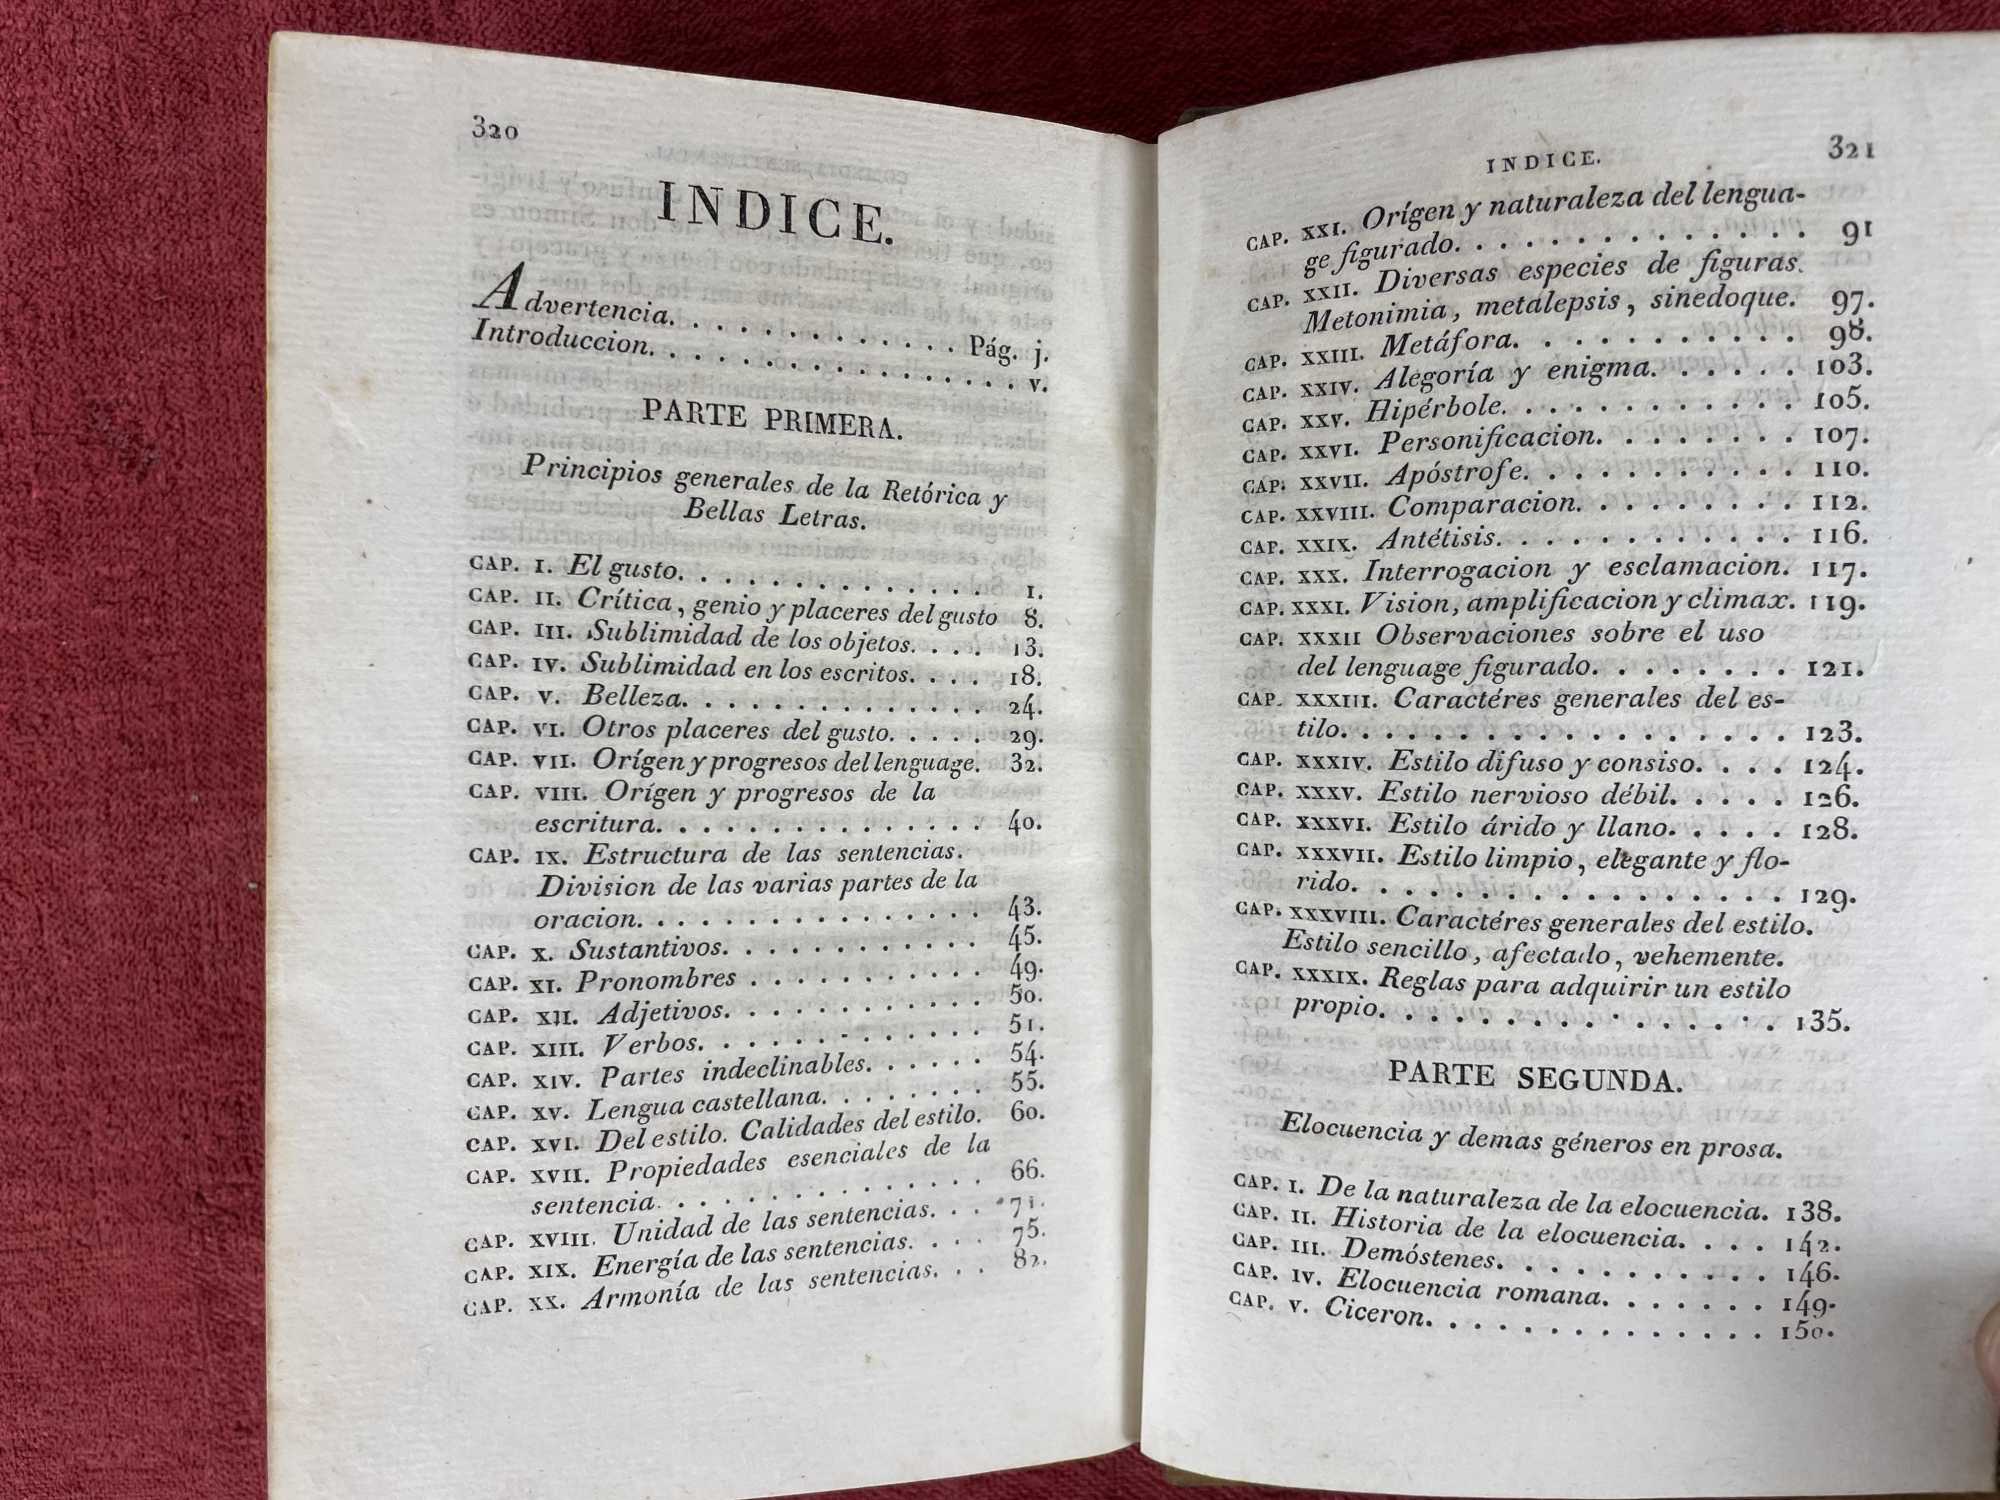 320
INDICE.
Advertencia. . . . . . . . . . . . Pág. j.
Introduccion. . . . . . . . . . . . . . . v.
PARTE PRIMERA.
Principios generales de la Retórica y
Bellas Letras.
CAP. I. El gusto. . . . . . . . . . . . . 1.
CAP. II. Crítica, genio y placeres del gusto 8.
CAP. III. Sublimidad de los objetos. . . . 13.
CAP. IV. Sublimidad en los escritos. . . . 18.
CAP. V. Belleza. . . . . . . . . . . . . 24.
CAP. VI. Otros placeres del gusto. . . . . 29.
CAP. VII. Orígen y progresos del lenguage. 32.
CAP. VIII. Orígen y progresos de la
escritura. . . . . . . . . . . . . . 40.
CAP. IX. Estructura de las sentencias.
Division de las varias partes de la
oracion. . . . . . . . . . . . . . . 43.
CAP. X. Sustantivos. . . . . . . . . . . 45.
CAP. XI. Pronombres . . . . . . . . . . 49.
CAP. XII. Adjetivos. . . . . . . . . . . 50.
CAP. XIII. Verbos. . . . . . . . . . . . 51.
CAP. XIV. Partes indeclinables. . . . . . 54.
CAP. XV. Lengua castellana. . . . . . . . 55.
CAP. XVI. Del estilo. Calidades del estilo. 60.
CAP. XVII. Propiedades esenciales de la
sentencia. . . . . . . . . . . . . . 66.
CAP. XVIII. Unidad de las sentencias. . . 71.
CAP. XIX. Energía de las sentencias. . . . 75.
CAP. XX. Armonía de las sentencias. . . 82.
INDICE. 321
CAP. XXI. Orígen y naturaleza del lengua-
ge figurado. . . . . . . . . . . . . . 91
CAP. XXII. Diversas especies de figuras.
Metonimia, metalepsis, sinedoque. 97.
CAP. XXIII. Metáfora. . . . . . . . . . . 98.
CAP. XXIV. Alegoría y enigma. . . . . . 103.
CAP. XXV. Hipérbole. . . . . . . . . . . 105.
CAP. XXVI. Personificacion. . . . . . . . 107.
CAP. XXVII. Apóstrofe. . . . . . . . . . 110.
CAP. XXVIII. Comparacion. . . . . . . . 112.
CAP. XXIX. Antétisis. . . . . . . . . . . 116.
CAP. XXX. Interrogacion y esclamacion. 117.
CAP. XXXI. Vision, amplificacion y climax. 119.
CAP. XXXII Observaciones sobre el uso
del lenguage figurado. . . . . . . . 121.
CAP. XXXIII. Caractéres generales del es-
tilo. . . . . . . . . . . . . . . . . 123.
CAP. XXXIV. Estilo difuso y consiso. . . . 124.
CAP. XXXV. Estilo nervioso débil. . . . . 126.
CAP. XXXVI. Estilo árido y llano. . . . . 128.
CAP. XXXVII. Estilo limpio, elegante y flo-
rido. . . . . . . . . . . . . . . . . 129.
CAP. XXXVIII. Caractéres generales del estilo.
Estilo sencillo, afectado, vehemente.
CAP. XXXIX. Reglas para adquirir un estilo
propio. . . . . . . . . . . . . . . . 135.
PARTE SEGUNDA.
Elocuencia y demas géneros en prosa.
CAP. I. De la naturaleza de la elocuencia. 138.
CAP. II. Historia de la elocuencia. . . . 142.
CAP. III. Demóstenes. . . . . . . . . . . 146.
CAP. IV. Elocuencia romana. . . . . . . 149.
CAP. V. Ciceron. . . . . . . . . . . . . 150.